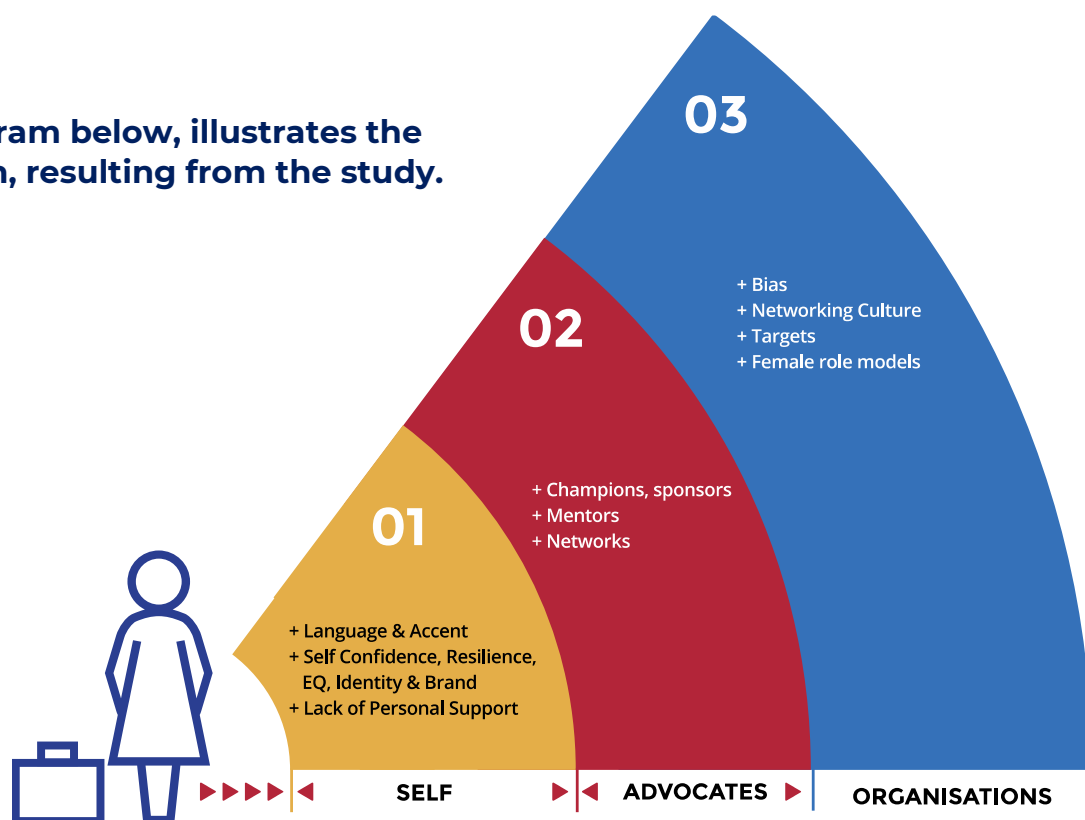 ram below, illustrates the
, resulting from the study.
03
+ Bias
+ Networking Culture
+ Targets
+ Female role models
02
+ Champions, sponsors
+ Mentors
+ Networks
01
+ Language & Accent
+ Self Confidence, Resilience,
EQ, Identity & Brand
+ Lack of Personal Support
SELF
ADVOCATES
ORGANISATIONS